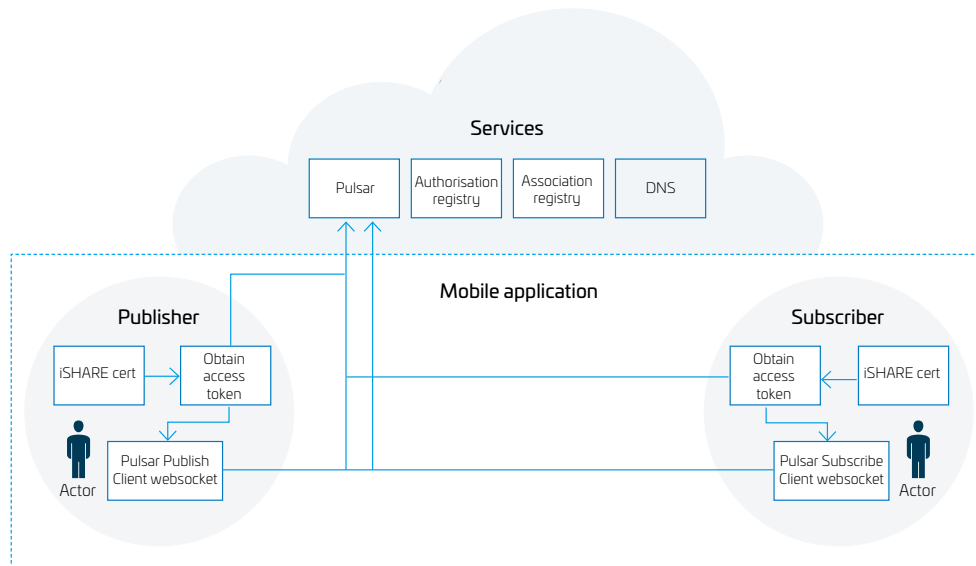 Services
Pulsar
Authorisation
registry
Association
registry
DNS
Mobile application
Publisher
iSHARE cert
Obtain
access
token
Actor
Pulsar Publish
Client websocket
Subscriber
Obtain
access
token
iSHARE cert
Pulsar Subscribe
Client websocket
Actor